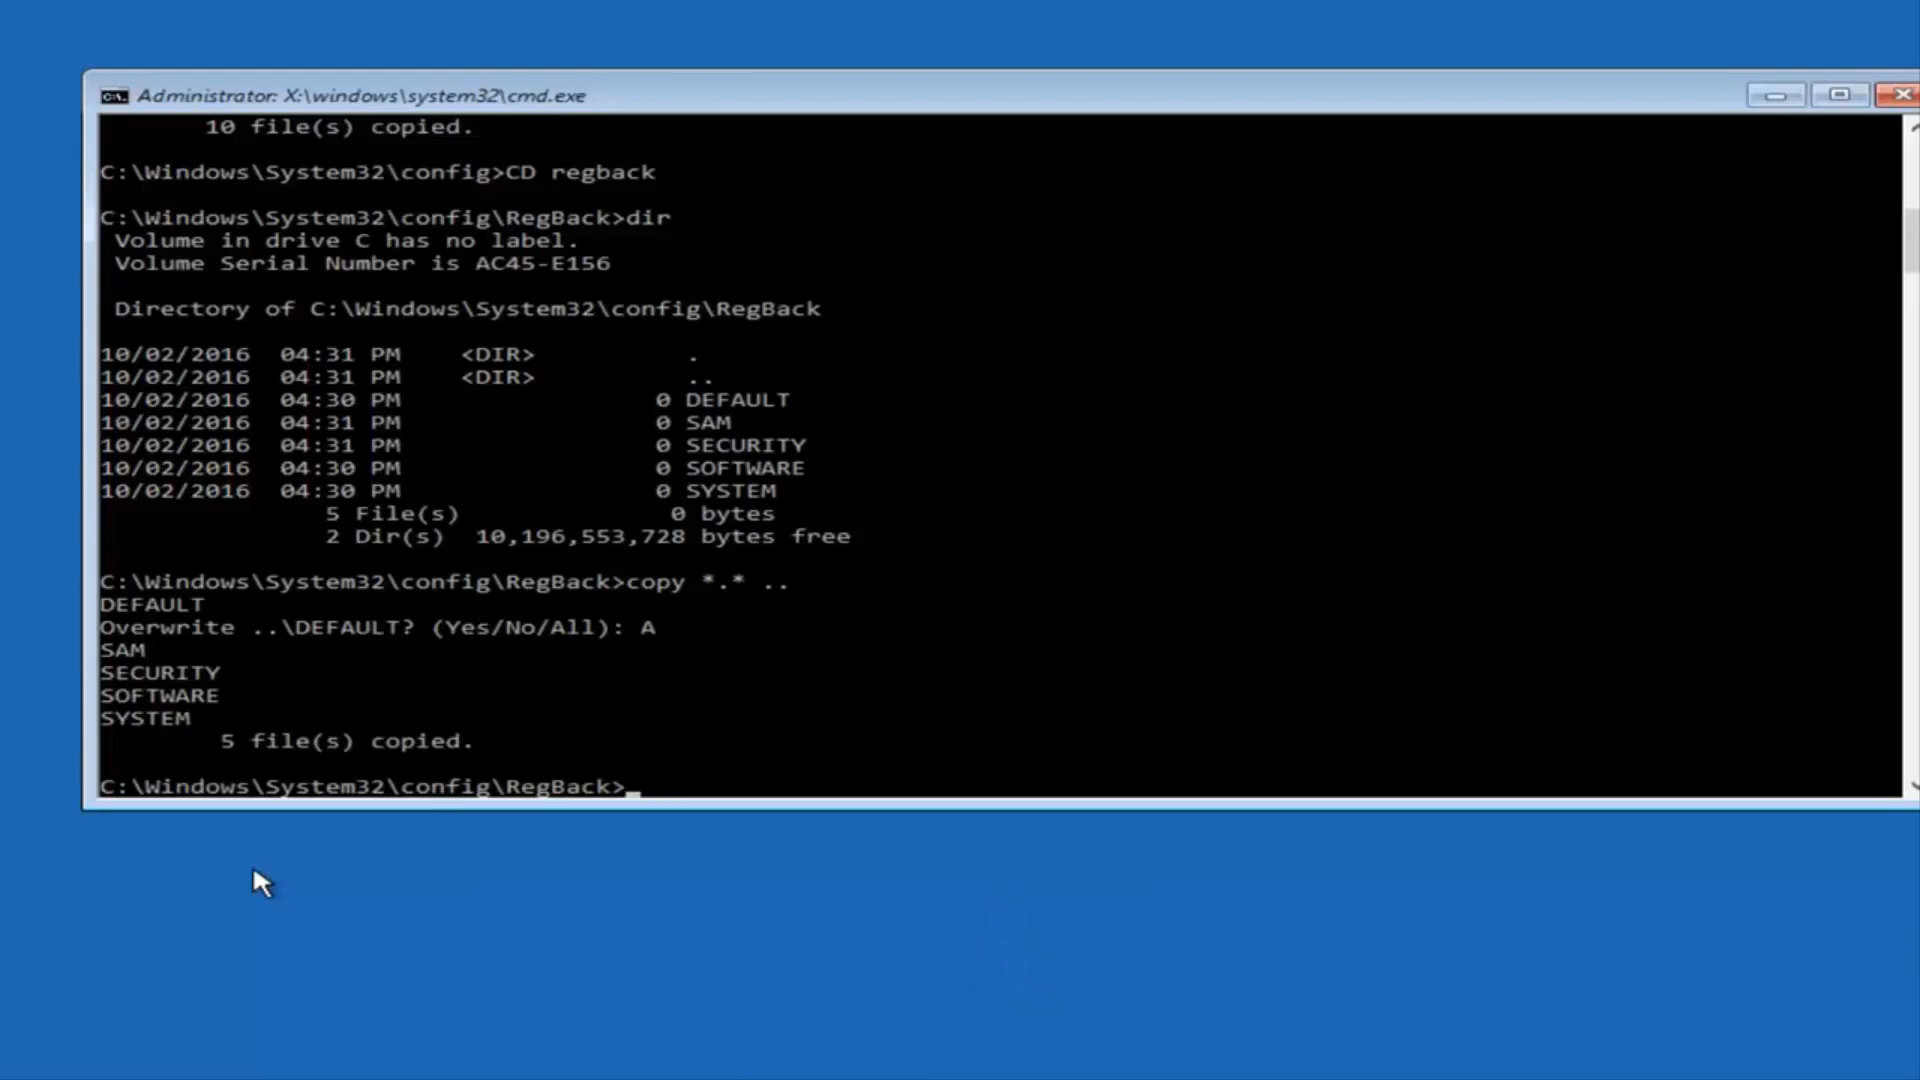 Administrator: X:\windows\system32\cmd.exe
10 file(s) copied.
C:\Windows\System32\config>CD regback
C:\Windows\System32\config\RegBack>dir
Volume in drive C has no label.
Volume Serial Number is AC45-E156
Directory of C:\Windows\System32\config\RegBack
10/02/2016 04:31 PM <DIR> .
10/02/2016 04:31 PM <DIR> ..
10/02/2016 04:30 PM 0 DEFAULT
10/02/2016 04:31 PM 0 SAM
10/02/2016 04:31 PM 0 SECURITY
10/02/2016 04:30 PM 0 SOFTWARE
10/02/2016 04:30 PM 0 SYSTEM
5 File(s) 0 bytes
2 Dir(s) 10,196,553,728 bytes free
C:\Windows\System32\config\RegBack>copy *.* ..
DEFAULT
Overwrite ..\DEFAULT? (Yes/No/All): A
SAM
SECURITY
SOFTWARE
SYSTEM
5 file(s) copied.
C:\Windows\System32\config\RegBack>_